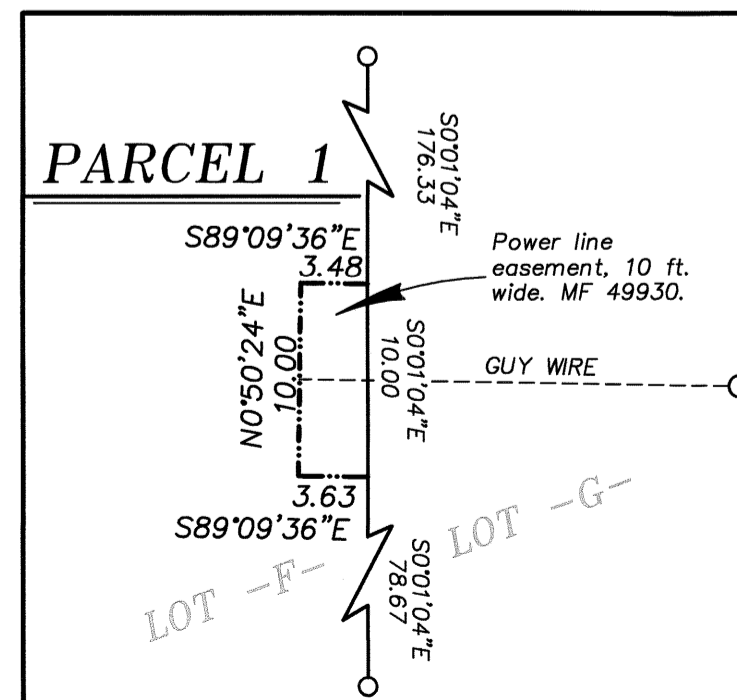 S0°01'04"E
176.33
PARCEL 1
S89°09'36"E
3.48
Power line
easement, 10 ft.
wide. MF 49930.
N0°50'24"E
10.00
S0°01'04"E
10.00
GUY WIRE
3.63
S89°09'36"E
LOT -F-
LOT -G-
S0°01'04"E
78.67